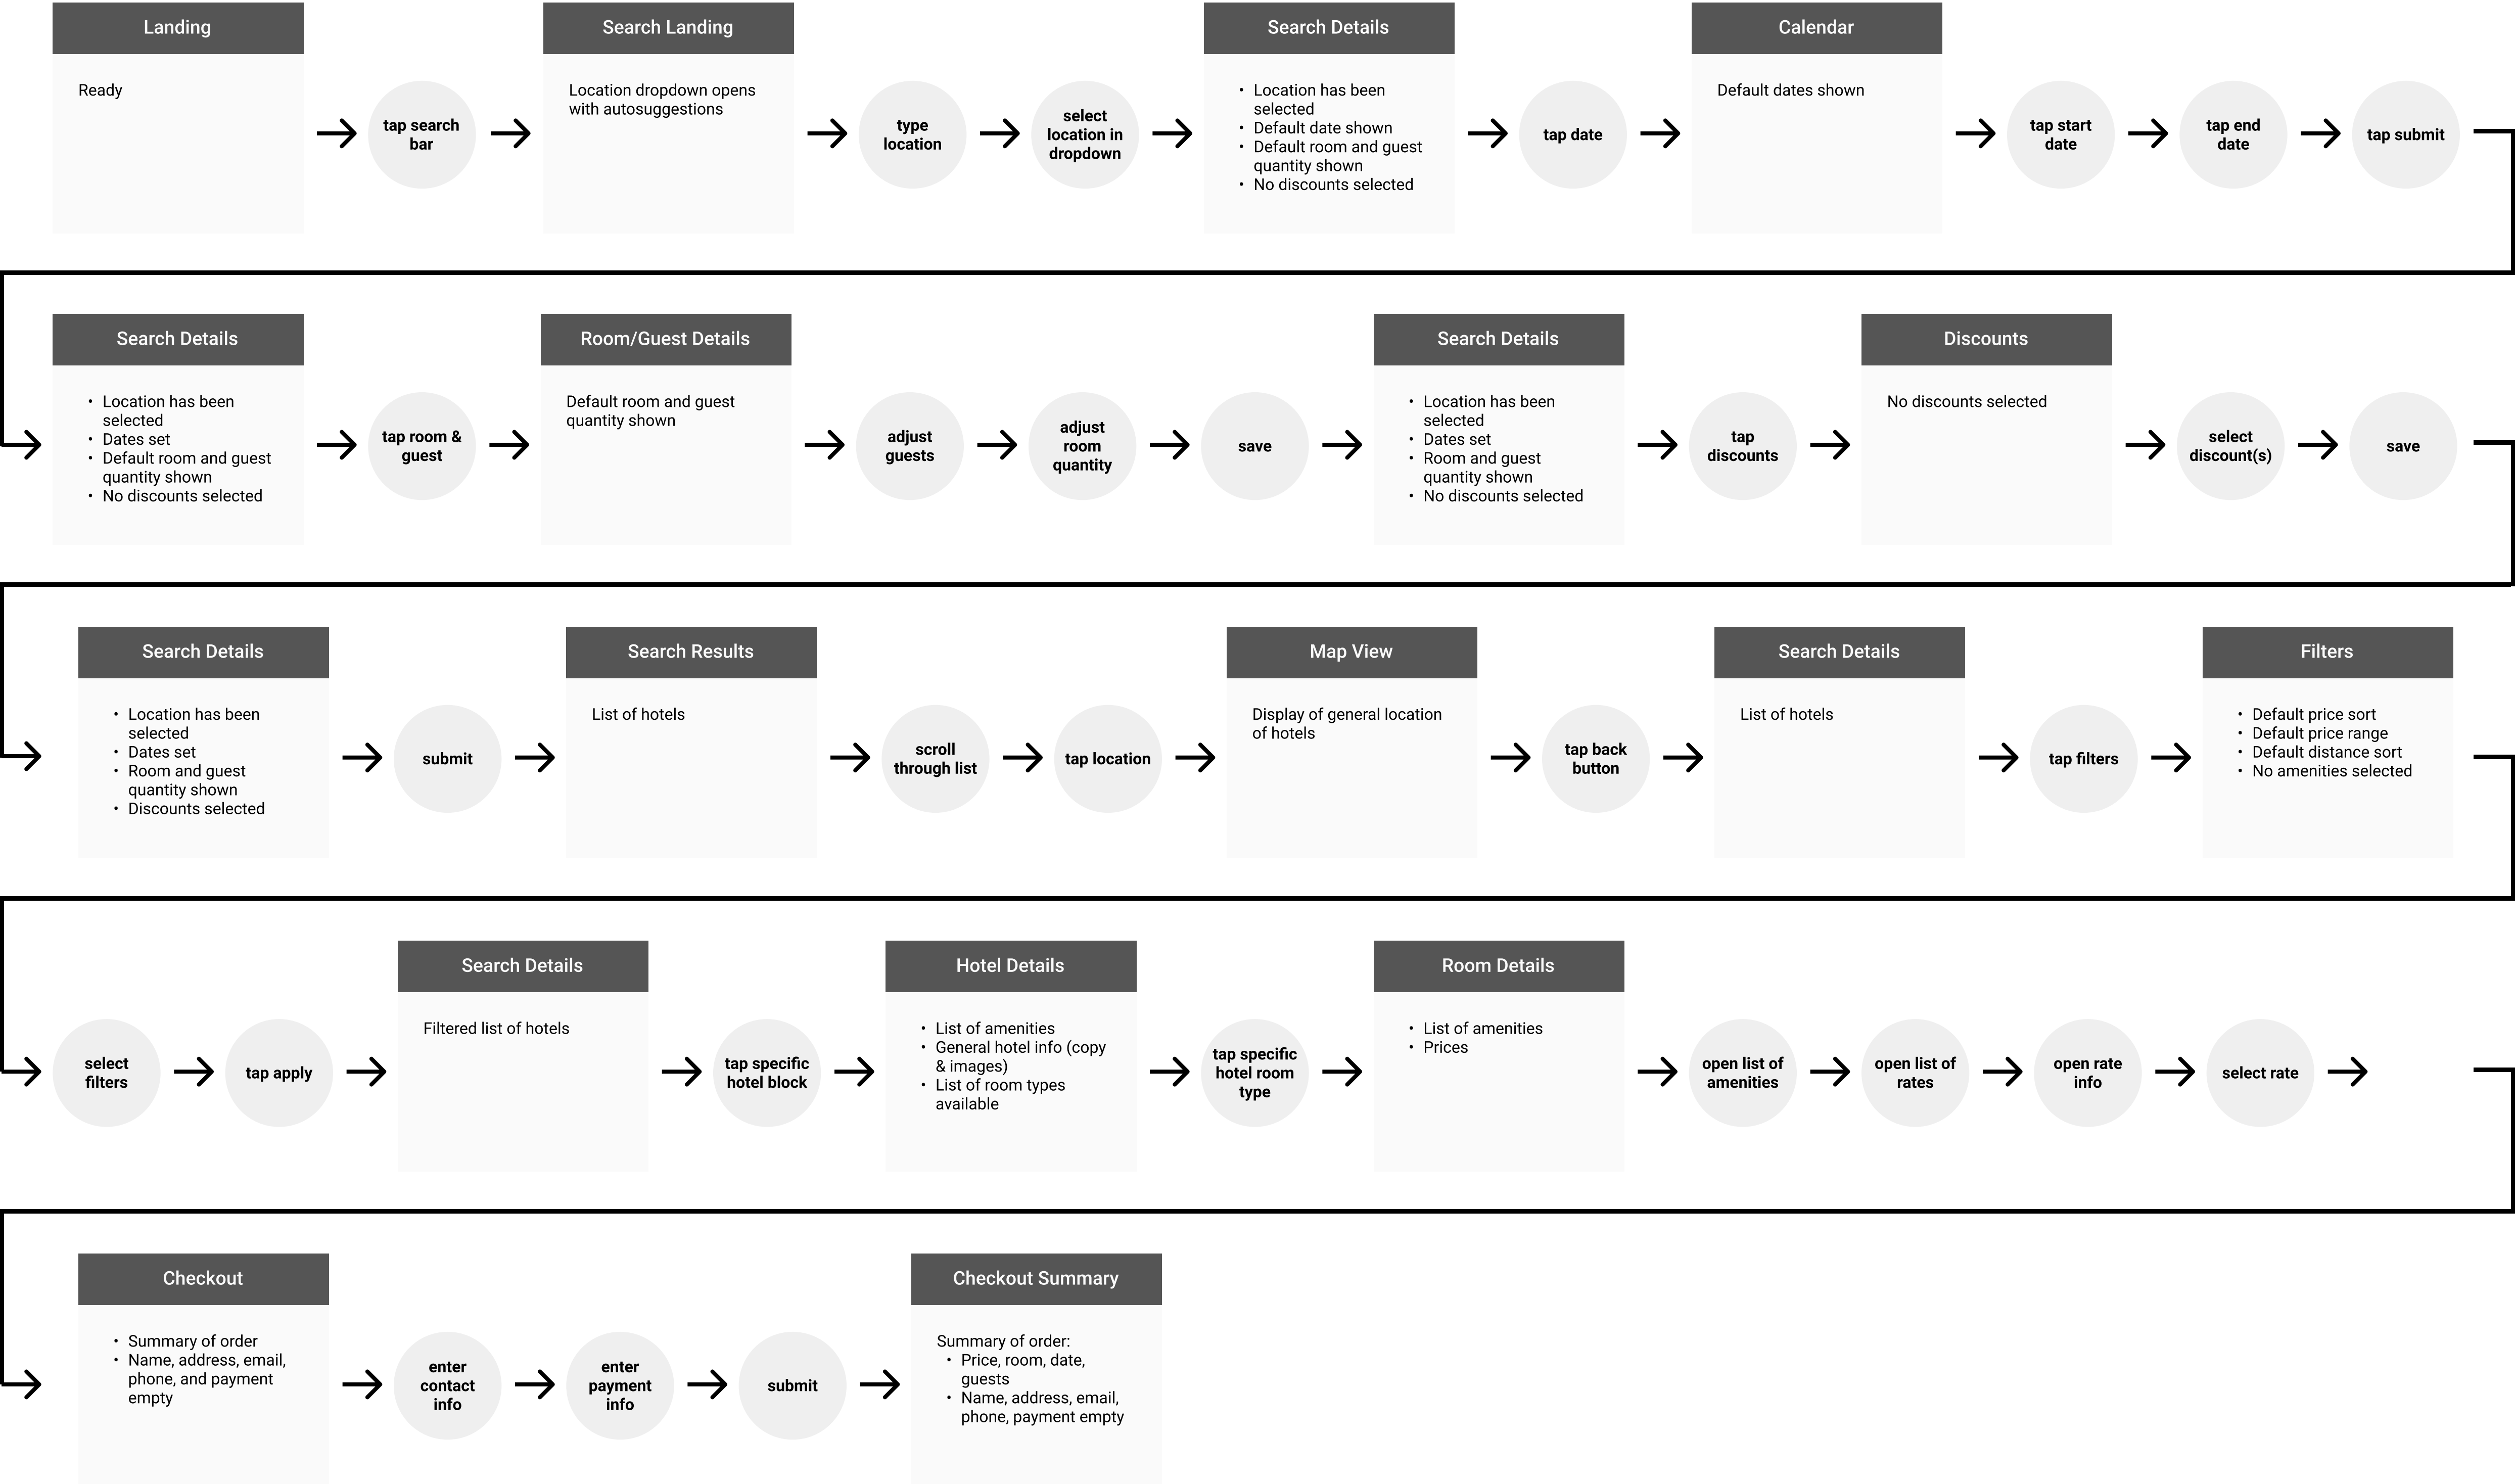 Landing
Ready
tap search
bar
Search Landing
Location dropdown opens
with autosuggestions
type
location
select
location in
dropdown
Search Details
• Location has been
selected
• Default date shown
• Default room and guest
quantity shown
• No discounts selected
tap date
Calendar
Default dates shown
tap start
date
tap end
date
tap submit
Search Details
• Location has been
selected
• Dates set
• Default room and guest
quantity shown
• No discounts selected
tap room &
guest
Room/Guest Details
Default room and guest
quantity shown
adjust
guests
adjust
room
quantity
save
Search Details
• Location has been
selected
• Dates set
• Room and guest
quantity shown
• No discounts selected
tap
discounts
Discounts
No discounts selected
select
discount(s)
save
Search Details
• Location has been
selected
• Dates set
• Room and guest
quantity shown
• Discounts selected
submit
Search Results
List of hotels
scroll
through list
tap location
Map View
Display of general location
of hotels
tap back
button
Search Details
List of hotels
tap filters
Filters
• Default price sort
• Default price range
• Default distance sort
• No amenities selected
select
filters
tap apply
Search Details
Filtered list of hotels
tap specific
hotel block
Hotel Details
• List of amenities
• General hotel info (copy
& images)
• List of room types
available
tap specific
hotel room
type
Room Details
• List of amenities
• Prices
open list of
amenities
open list of
rates
open rate
info
select rate
Checkout
• Summary of order
• Name, address, email,
phone, and payment
empty
enter
contact
info
enter
payment
info
submit
Checkout Summary
Summary of order:
• Price, room, date,
guests
• Name, address, email,
phone, payment empty